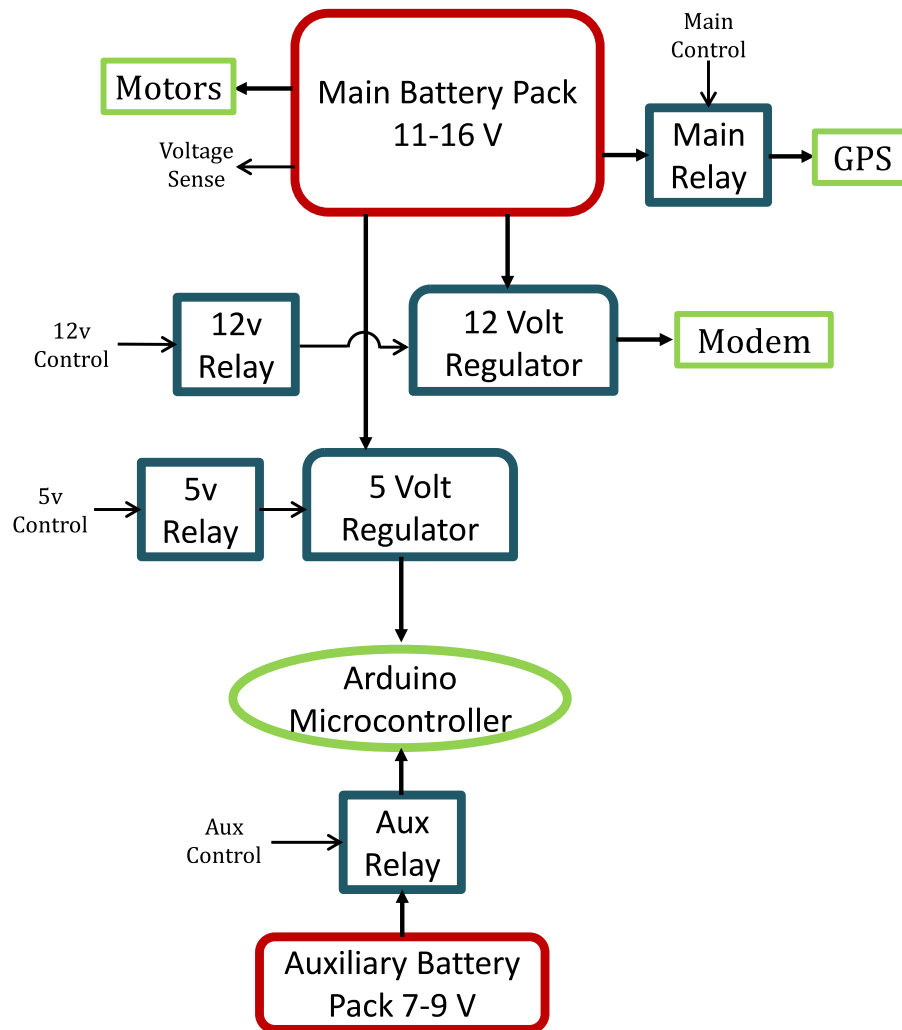 Main
Control
Motors
Main Battery Pack
11-16 V
Main
Relay
GPS
Voltage
Sense
12v
Control
12v
Relay
12 Volt
Regulator
Modem
5v
Control
5v
Relay
5 Volt
Regulator
Arduino
Microcontroller
Aux
Control
Aux
Relay
Auxiliary Battery
Pack 7-9 V